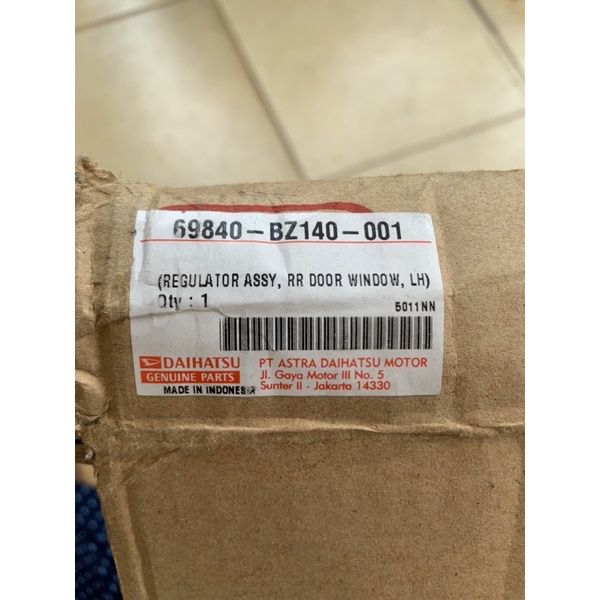 69840-BZ140-001
(REGULATOR ASSY, RR DOOR WINDOW, LH)
Qty : 1
5011NN
DAIHATSU
GENUINE PARTS
MADE IN INDONESIA
PT ASTRA DAIHATSU MOTOR
Jl. Gaya Motor III No. 5
Sunter II - Jakarta 14330